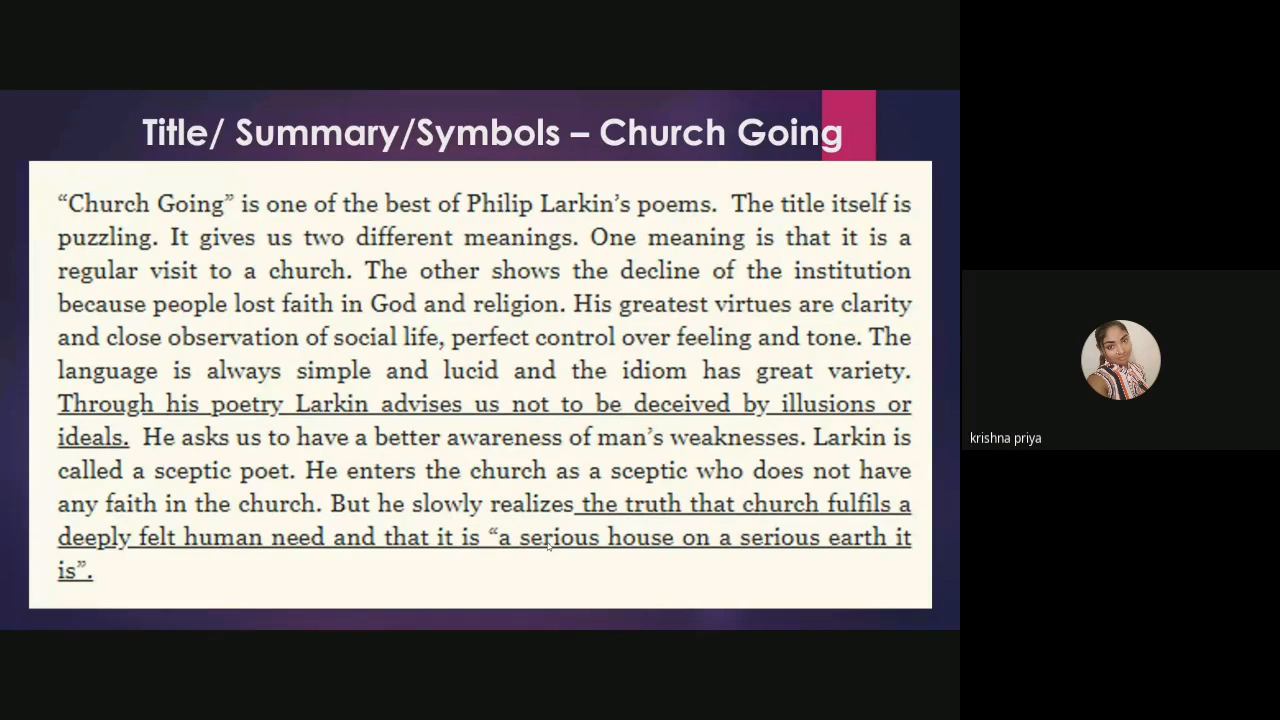 Title/ Summary/Symbols – Church Going
“Church Going” is one of the best of Philip Larkin’s poems. The title itself is
puzzling. It gives us two different meanings. One meaning is that it is a
regular visit to a church. The other shows the decline of the institution
because people lost faith in God and religion. His greatest virtues are clarity
and close observation of social life, perfect control over feeling and tone. The
language is always simple and lucid and the idiom has great variety.
Through his poetry Larkin advises us not to be deceived by illusions or
ideals. He asks us to have a better awareness of man’s weaknesses. Larkin is
called a sceptic poet. He enters the church as a sceptic who does not have
any faith in the church. But he slowly realizes the truth that church fulfils a
deeply felt human need and that it is “a serious house on a serious earth it
is”.
krishna priya